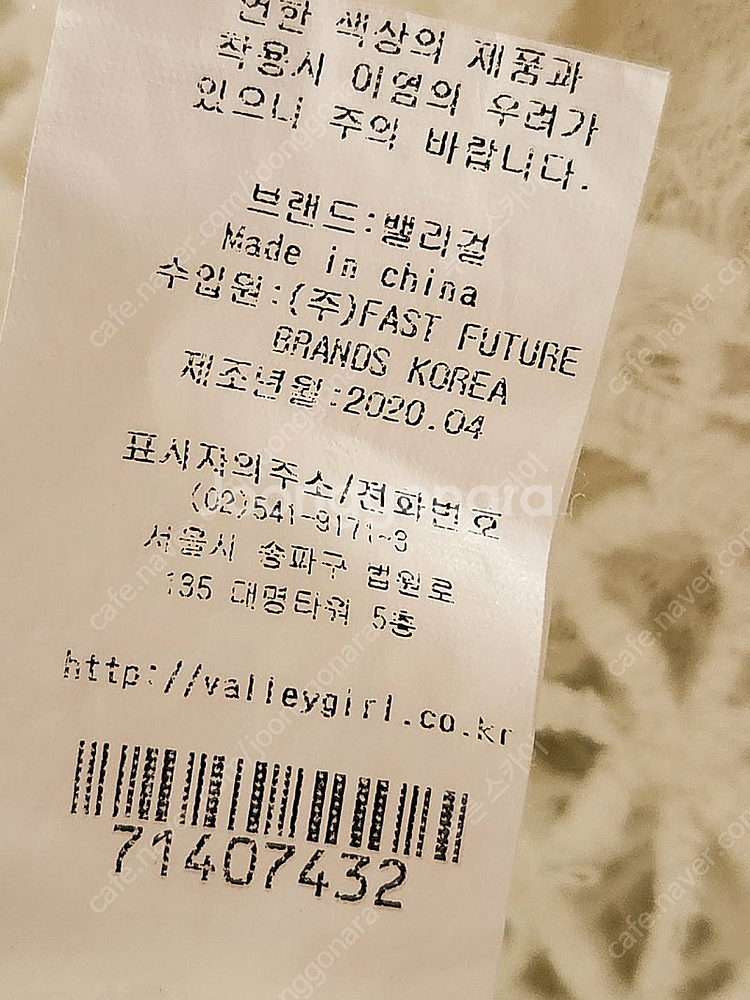 연한 색상의 제품과
착용시 이염의 우려가
있으니 주의 바랍니다.
브랜드:밸리걸
Made in china
수입원:(주)FAST FUTURE
BRANDS KOREA
제조년월:2020.04
표시자의주소/전화번호
(02)541-9171~3
서울시 송파구 법원로
135 대명타워 5층
http://valleygirl.co.kr
71407432
joonggonara